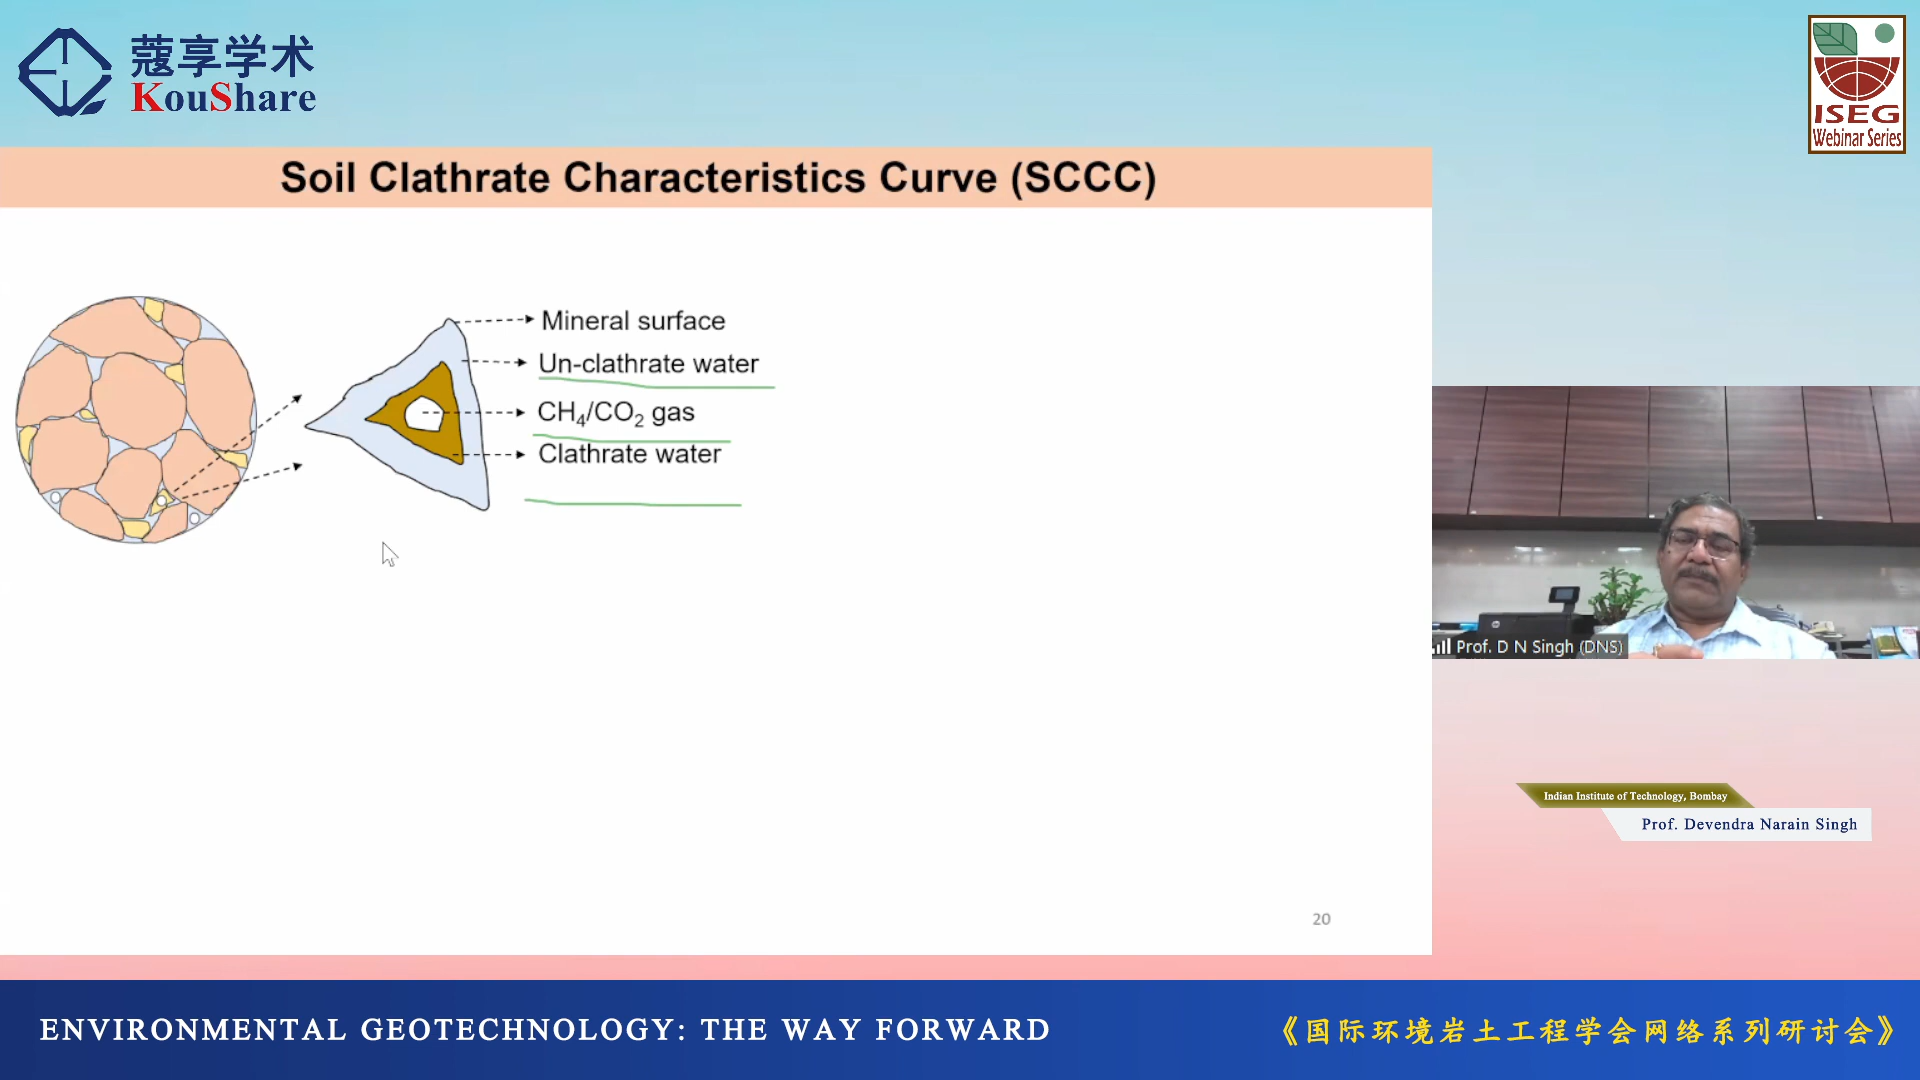 蔻享学术
KouShare
ISEG
Webinar Series
Soil Clathrate Characteristics Curve (SCCC)
Mineral surface
Un-clathrate water
CH₄/CO₂ gas
Clathrate water
20
Prof. D N Singh (DNS)
Indian Institute of Technology, Bombay
Prof. Devendra Narain Singh
ENVIRONMENTAL GEOTECHNOLOGY: THE WAY FORWARD
《国际环境岩土工程学会网络系列研讨会》